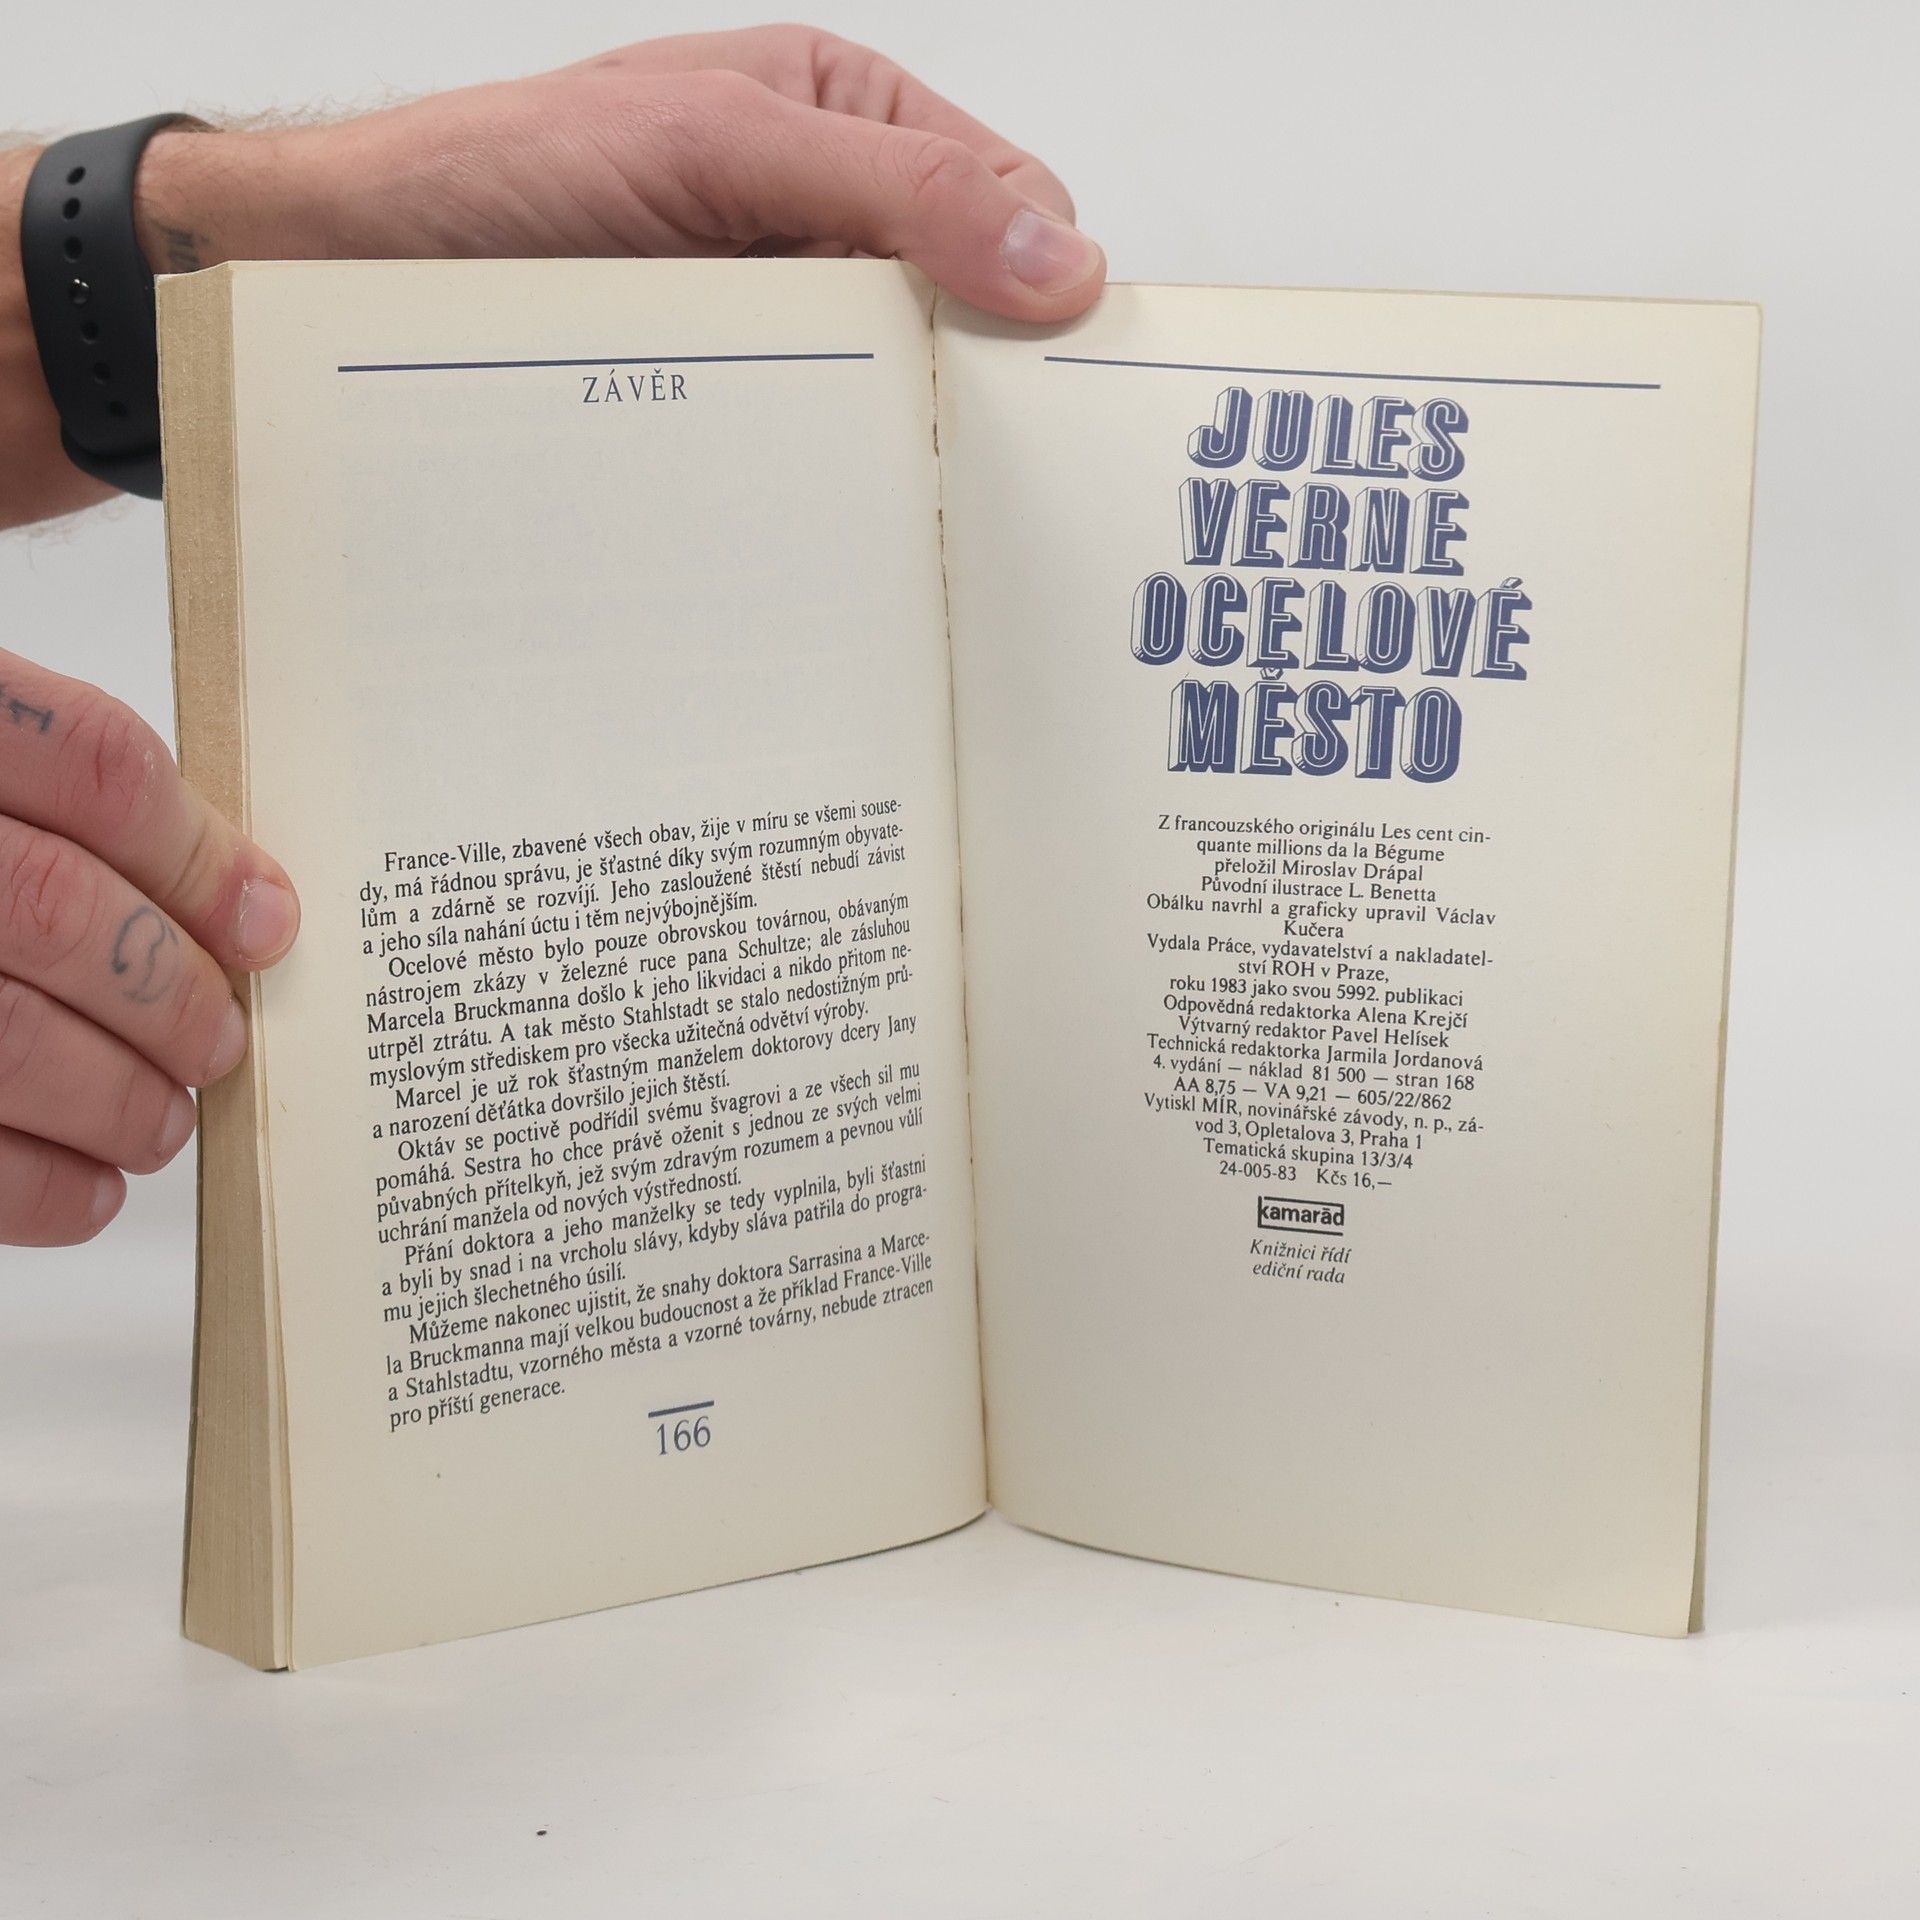 ZÁVĚR
France-Ville, zbavené všech obav, žije v míru se všemi souse-
dy, má řádnou správu, je šťastné díky svým rozumným obyvate-
lům a zdárně se rozvíjí. Jeho zasloužené štěstí nebudí závist
a jeho síla nahání úctu i těm nejvýbojnějším.
Ocelové město bylo pouze obrovskou továrnou, obávaným
nástrojem zkázy v železné ruce pana Schultze; ale zásluhou
Marcela Bruckmanna došlo k jeho likvidaci a nikdo přitom ne-
utrpěl ztrátu. A tak město Stahlstadt se stalo nedostižným prů-
myslovým střediskem pro všecka užitečná odvětví výroby.
Marcel je už rok šťastným manželem doktorovy dcery Jany
a narození děťátka dovršilo jejich štěstí.
Oktáv se poctivě podřídil svému švagrovi a ze všech sil mu
pomáhá. Sestra ho chce právě oženit s jednou ze svých velmi
půvabných přítelkyň, jež svým zdravým rozumem a pevnou vůlí
uchrání manžela od nových výstředností.
Přání doktora a jeho manželky se tedy vyplnila, byli šťastni
a byli by snad i na vrcholu slávy, kdyby sláva patřila do progra-
mu jejich šlechetného úsilí.
Můžeme nakonec ujistit, že snahy doktora Sarrasina a Marce-
la Bruckmanna mají velkou budoucnost a že příklad France-Ville
a Stahlstadtu, vzorného města a vzorné továrny, nebude ztracen
pro příští generace.
166
JULES
VERNE
OCELOVÉ
MĚSTO
Z francouzského originálu Les cent cin-
quante millions da la Bégume
přeložil Miroslav Drápal
Původní ilustrace L. Benetta
Obálku navrhl a graficky upravil Václav
Kučera
Vydala Práce, vydavatelství a nakladatel-
ství ROH v Praze,
roku 1983 jako svou 5992. publikaci
Odpovědná redaktorka Alena Krejčí
Výtvarný redaktor Pavel Helísek
Technická redaktorka Jarmila Jordanová
4. vydání — náklad 81 500 — stran 168
AA 8,75 — VA 9,21 — 605/22/862
Vytiskl MÍR, novinářské závody, n. p., zá-
vod 3, Opletalova 3, Praha 1
Tematická skupina 13/3/4
24-005-83 Kčs 16,—
kamarád
Knižnici řídí
ediční rada